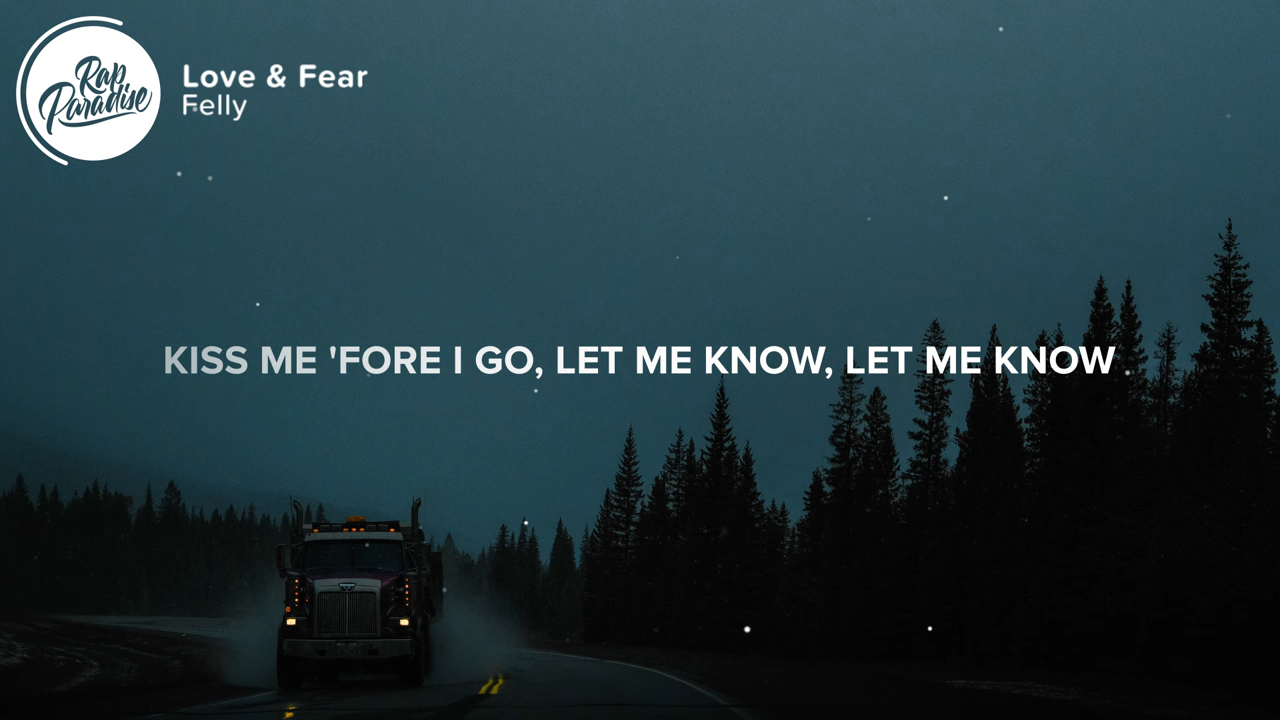 Rap
Paradise
Love & Fear
Felly
KISS ME 'FORE I GO, LET ME KNOW, LET ME KNOW